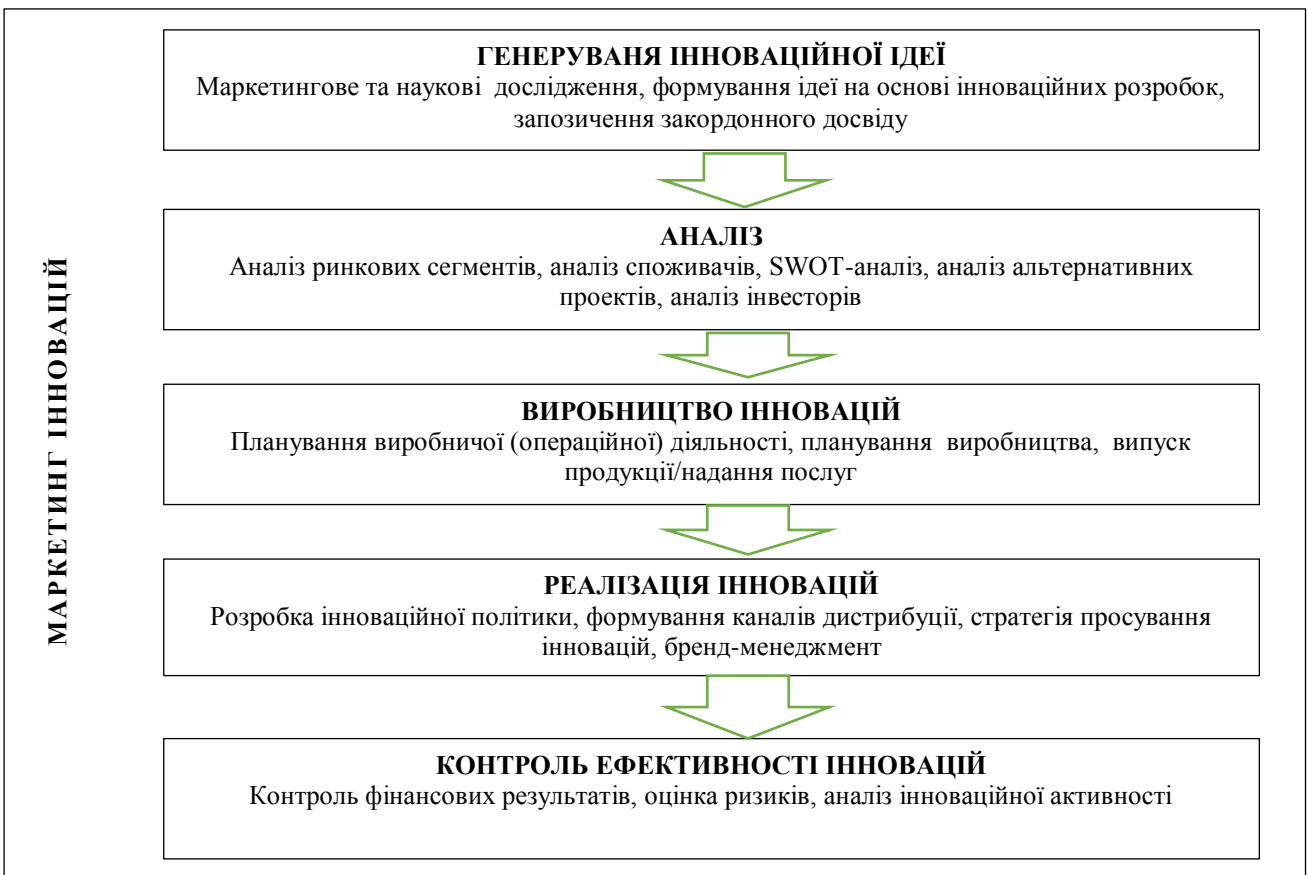 МАРКЕТИНГ ІННОВАЦІЙ
ГЕНЕРУВАНЯ ІННОВАЦІЙНОЇ ІДЕЇ
Маркетингове та наукові дослідження, формування ідеї на основі інноваційних розробок,
запозичення закордонного досвіду
АНАЛІЗ
Аналіз ринкових сегментів, аналіз споживачів, SWOT-аналіз, аналіз альтернативних
проектів, аналіз інвесторів
ВИРОБНИЦТВО ІННОВАЦІЙ
Планування виробничої (операційної) діяльності, планування виробництва, випуск
продукції/надання послуг
РЕАЛІЗАЦІЯ ІННОВАЦІЙ
Розробка інноваційної політики, формування каналів дистрибуції, стратегія просування
інновацій, бренд-менеджмент
КОНТРОЛЬ ЕФЕКТИВНОСТІ ІННОВАЦІЙ
Контроль фінансових результатів, оцінка ризиків, аналіз інноваційної активності